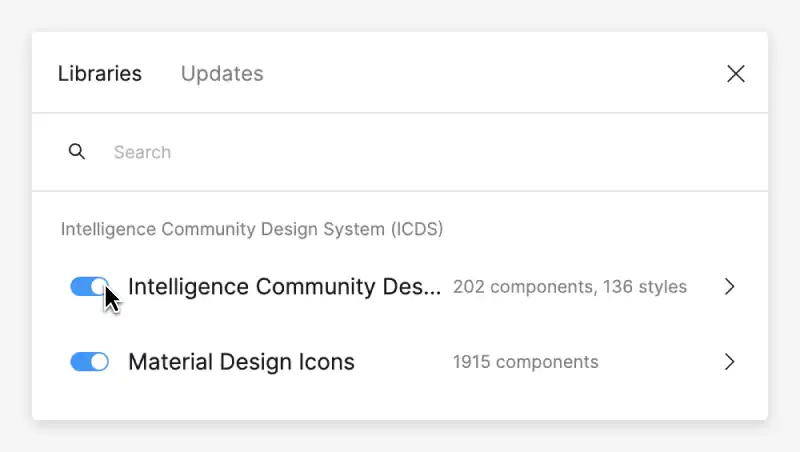 Libraries Updates
Search
Intelligence Community Design System (ICDS)
Intelligence Community Des... 202 components, 136 styles
Material Design Icons 1915 components